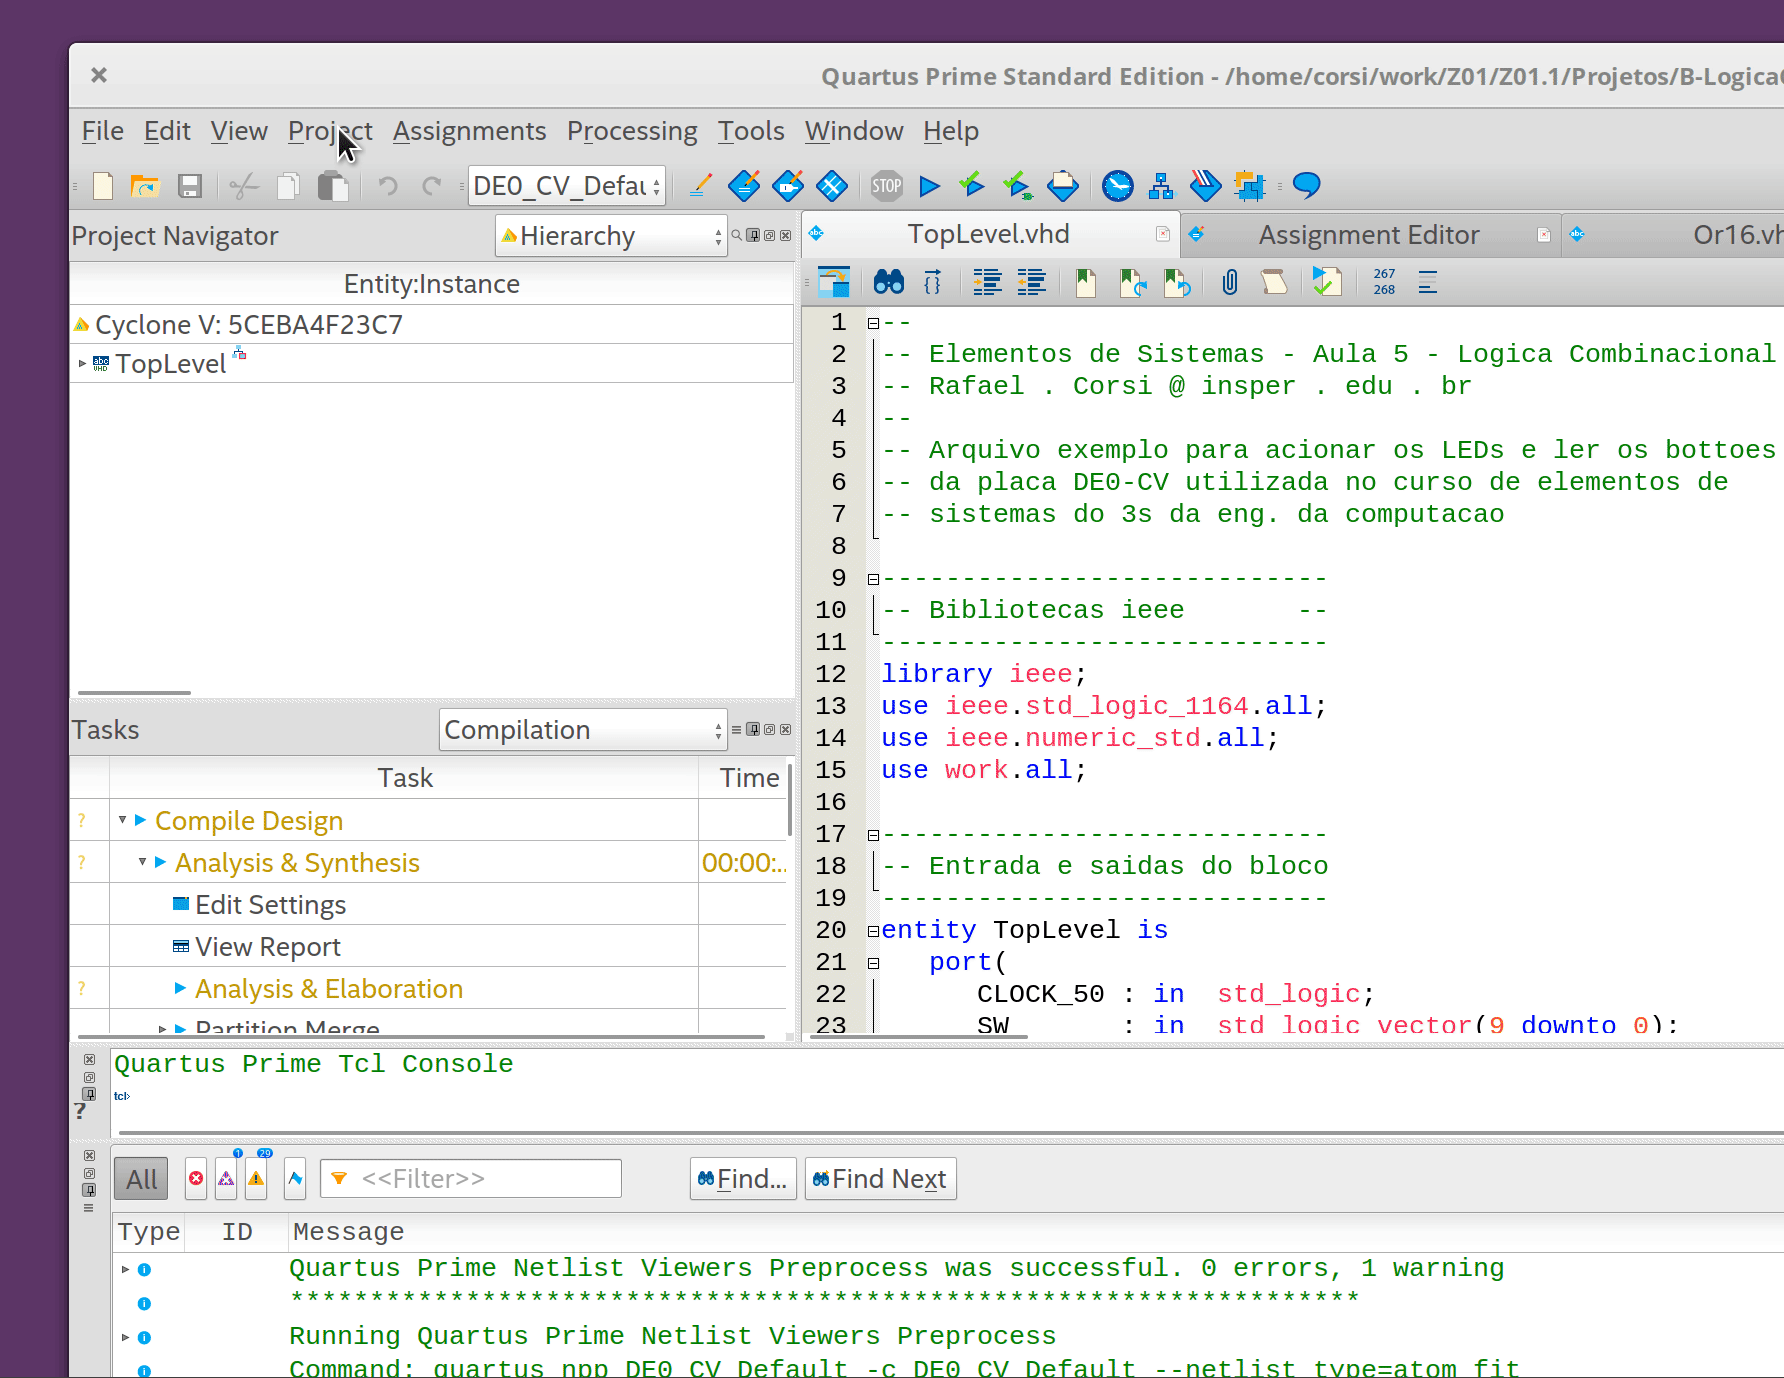 Quartus Prime Standard Edition - /home/corsi/work/Z01/Z01.1/Projetos/B-Logica
File Edit View Project Assignments Processing Tools Window Help
DE0_CV_Defau
STOP
Project Navigator
Hierarchy
Entity:Instance
Cyclone V: 5CEBA4F23C7
TopLevel
Tasks
Compilation
Task Time
? Compile Design
? Analysis & Synthesis 00:00:..
Edit Settings
View Report
? Analysis & Elaboration
Partition Merge
TopLevel.vhd
Assignment Editor
Or16.vh
267
268
1 --
2 -- Elementos de Sistemas - Aula 5 - Logica Combinacional
3 -- Rafael . Corsi @ insper . edu . br
4 --
5 -- Arquivo exemplo para acionar os LEDs e ler os bottoes
6 -- da placa DE0-CV utilizada no curso de elementos de
7 -- sistemas do 3s da eng. da computacao
8
9 ----------------------------
10 -- Bibliotecas ieee       --
11 ----------------------------
12 library ieee;
13 use ieee.std_logic_1164.all;
14 use ieee.numeric_std.all;
15 use work.all;
16
17 ----------------------------
18 -- Entrada e saidas do bloco
19 ----------------------------
20 entity TopLevel is
21    port(
22       CLOCK_50 : in  std_logic;
23       SW       : in  std_logic_vector(9 downto 0);
Quartus Prime Tcl Console
tcl>
?
All
1
29
<<Filter>>
Find...
Find Next
Type ID Message
Quartus Prime Netlist Viewers Preprocess was successful. 0 errors, 1 warning
*******************************************************************
Running Quartus Prime Netlist Viewers Preprocess
Command: quartus_npp DE0_CV_Default -c DE0_CV_Default --netlist_type=atom_fit